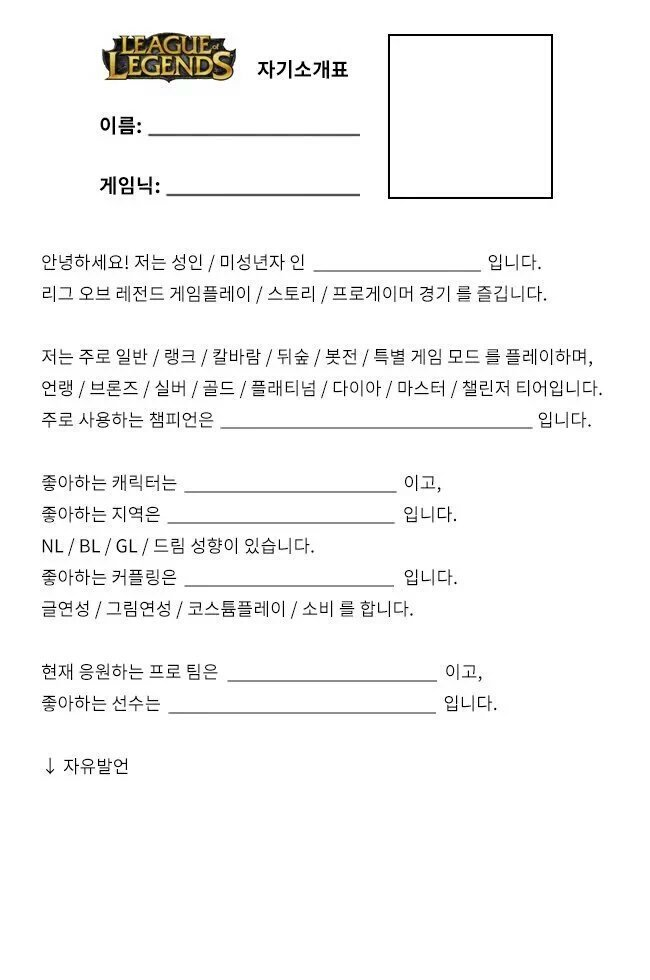 LEAGUE of LEGENDS
자기소개표
이름:
게임닉:
안녕하세요! 저는 성인 / 미성년자 인 입니다.
리그 오브 레전드 게임플레이 / 스토리 / 프로게이머 경기 를 즐깁니다.
저는 주로 일반 / 랭크 / 칼바람 / 뒤숲 / 봇전 / 특별 게임 모드 를 플레이하며,
언랭 / 브론즈 / 실버 / 골드 / 플래티넘 / 다이아 / 마스터 / 챌린저 티어입니다.
주로 사용하는 챔피언은 입니다.
좋아하는 캐릭터는 이고,
좋아하는 지역은 입니다.
NL / BL / GL / 드림 성향이 있습니다.
좋아하는 커플링은 입니다.
글연성 / 그림연성 / 코스튬플레이 / 소비 를 합니다.
현재 응원하는 프로 팀은 이고,
좋아하는 선수는 입니다.
↓ 자유발언